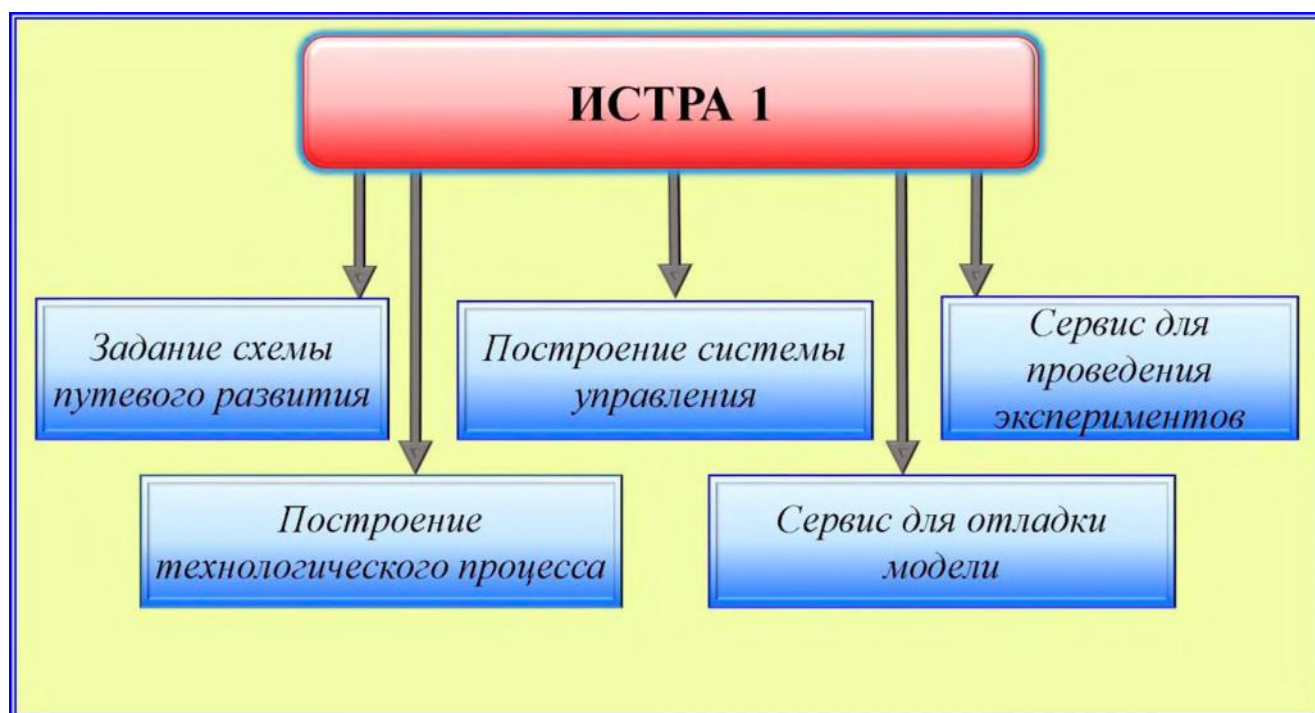 ИСТРА 1
Задание схемы
путевого развития
Построение системы
управления
Сервис для
проведения
экспериментов
Построение
технологического процесса
Сервис для отладки
модели